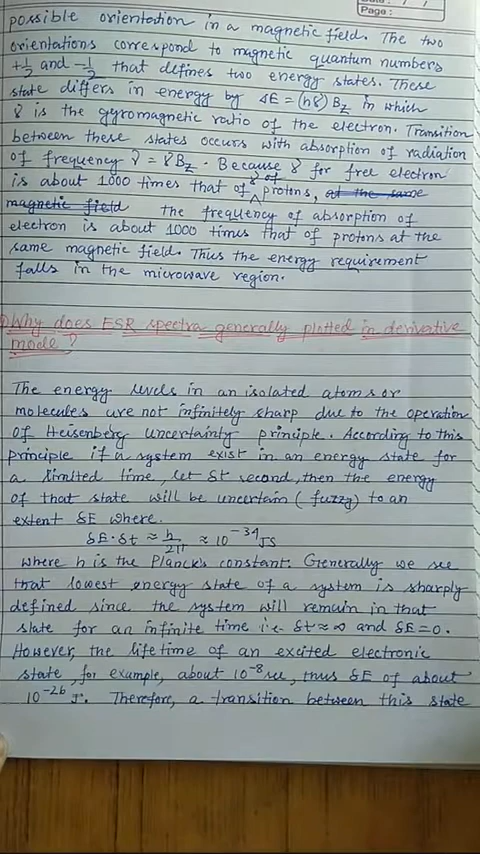 Page:
possible orientation in a magnetic field. The two
orientations correspond to magnetic quantum numbers
+½ and -½ that defines two energy states. These
state differs in energy by ΔE = (hγ) Bz in which
γ is the gyromagnetic ratio of the electron. Transition
between these states occurs with absorption of radiation
of frequency ν = γ Bz. Because γ for free electron
is about 1000 times that of γ of protons, at the same
magnetic field the frequency of absorption of
electron is about 1000 times that of protons at the
same magnetic field. Thus the energy requirement
falls in the microwave region.
Why does ESR spectra generally plotted in derivative
mode?
The energy levels in an isolated atoms or
molecules are not infinitely sharp due to the operation
of Heisenberg uncertainty principle. According to this
principle if a system exist in an energy state for
a limited time, let δt second, then the energy
of that state will be uncertain (fuzzy) to an
extent δE where.
δE·δt ≈ h/2π ≈ 10⁻³⁴ Js
where h is the Planck's constant. Generally we see
that lowest energy state of a system is sharply
defined since the system will remain in that
state for an infinite time i.e. δt ≈ ∞ and δE = 0.
However, the lifetime of an excited electronic
state, for example, about 10⁻⁸ sec, thus δE of about
10⁻²⁶ J. Therefore, a transition between this state